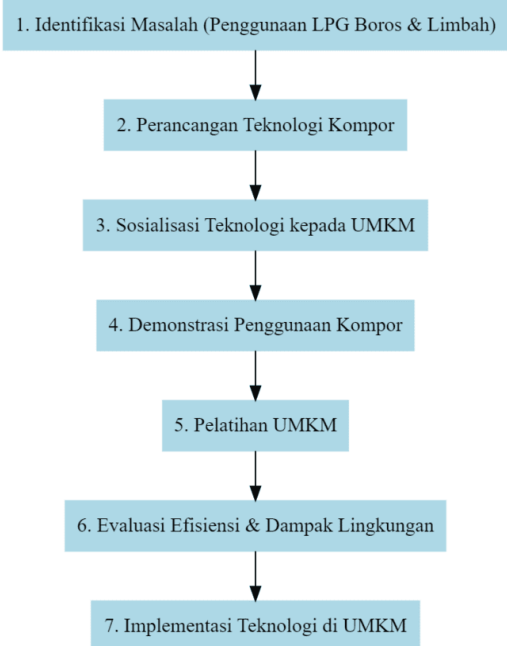 1. Identifikasi Masalah (Penggunaan LPG Boros & Limbah)
2. Perancangan Teknologi Kompor
3. Sosialisasi Teknologi kepada UMKM
4. Demonstrasi Penggunaan Kompor
5. Pelatihan UMKM
6. Evaluasi Efisiensi & Dampak Lingkungan
7. Implementasi Teknologi di UMKM